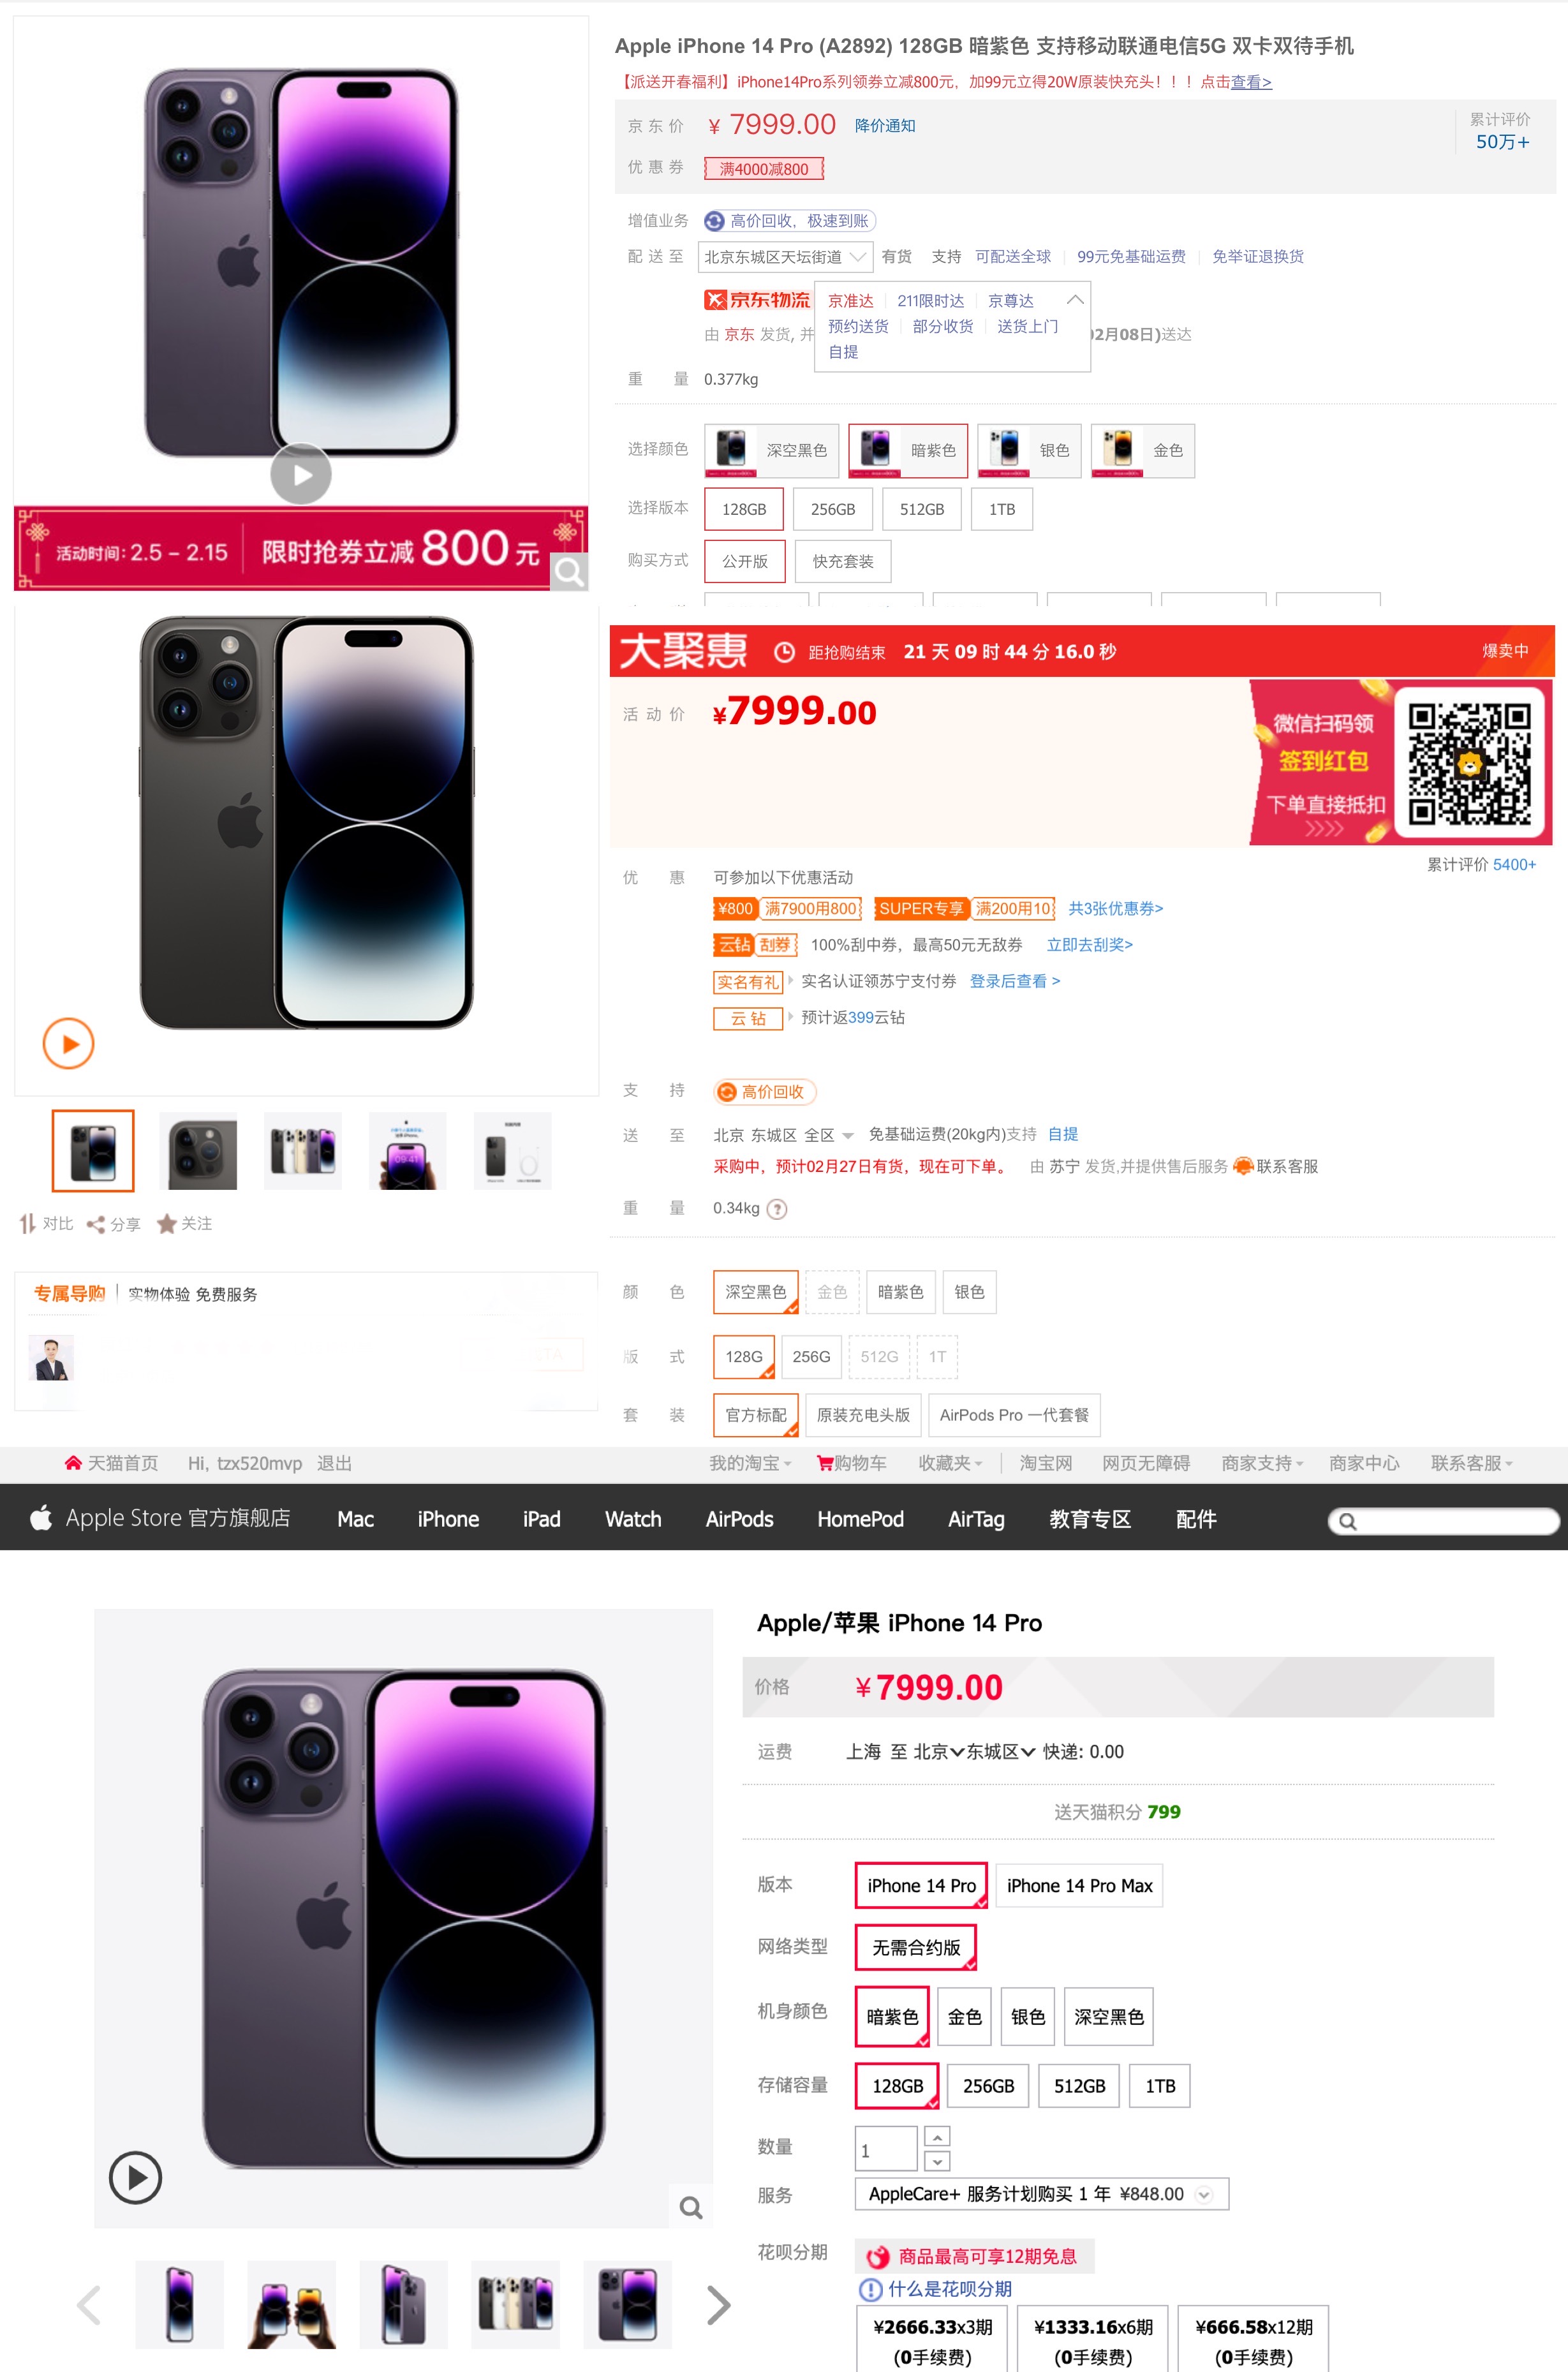 Apple iPhone 14 Pro (A2892) 128GB 暗紫色 支持移动联通电信5G 双卡双待手机
【派送开春福利】iPhone14Pro系列领券立减800元，加99元立得20W原装快充头！！！点击查看>
京东价 ¥ 7999.00 降价通知 累计评价
50万+
优惠券 满4000减800
增值业务 高价回收，极速到账
配送至 北京东城区天坛街道 有货 支持 可配送全球 99元免基础运费 免举证退换货
京东物流 京准达 211限时达 京尊达
预约送货 部分收货 送货上门
由 京东 发货, 并 02月08日)送达
自提
重量 0.377kg
选择颜色 深空黑色 暗紫色 银色 金色
选择版本 128GB 256GB 512GB 1TB
购买方式 公开版 快充套装
活动时间：2.5 – 2.15 限时抢券立减800元
大聚惠 距抢购结束 21 天 09 时 44 分 16.0 秒 爆卖中
活动价 ¥7999.00
微信扫码领
签到红包
下单直接抵扣
累计评价 5400+
优惠 可参加以下优惠活动
¥800 满7900用800 SUPER专享 满200用10 共3张优惠券>
云钻 刮券 100%刮中券，最高50元无敌券 立即去刮奖>
实名有礼 实名认证领苏宁支付券 登录后查看 >
云钻 预计返399云钻
支持 高价回收
送至 北京 东城区 全区 免基础运费(20kg内)支持 自提
采购中，预计02月27日有货，现在可下单。 由 苏宁 发货,并提供售后服务 联系客服
重量 0.34kg ?
对比 分享 关注
专属导购 实物体验 免费服务
颜色 深空黑色 金色 暗紫色 银色
版式 128G 256G 512G 1T
套装 官方标配 原装充电头版 AirPods Pro 一代套餐
天猫首页 Hi, tzx520mvp 退出 我的淘宝 购物车 收藏夹 淘宝网 网页无障碍 商家支持 商家中心 联系客服
Apple Store 官方旗舰店 Mac iPhone iPad Watch AirPods HomePod AirTag 教育专区 配件
Apple/苹果 iPhone 14 Pro
价格 ¥7999.00
运费 上海 至 北京 东城区 快递: 0.00
送天猫积分 799
版本 iPhone 14 Pro iPhone 14 Pro Max
网络类型 无需合约版
机身颜色 暗紫色 金色 银色 深空黑色
存储容量 128GB 256GB 512GB 1TB
数量 1
服务 AppleCare+ 服务计划购买 1 年 ¥848.00
花呗分期 商品最高可享12期免息
什么是花呗分期
¥2666.33x3期 ¥1333.16x6期 ¥666.58x12期
(0手续费) (0手续费) (0手续费)